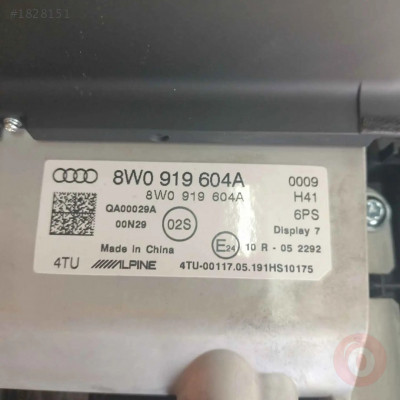 #1828151
8W0 919 604A
0009
8W0 919 604A
H41
QA00029A
6PS
00N29
02S
Display 7
Made in China
E24
10 R - 05 2292
4TU
ALPINE
4TU-00117.05.191HS10175